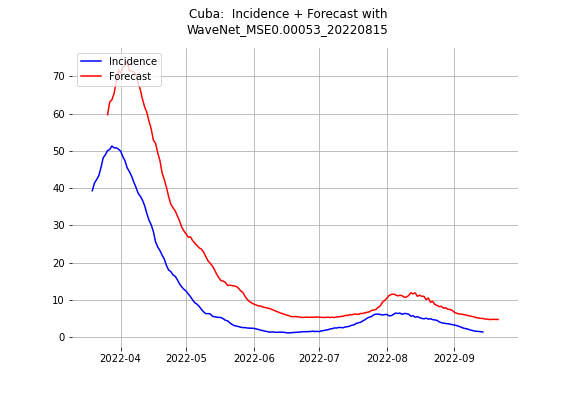 Cuba:  Incidence + Forecast with
WaveNet_MSE0.00053_20220815
Incidence
Forecast
70
60
50
40
30
20
10
0
2022-04 2022-05 2022-06 2022-07 2022-08 2022-09